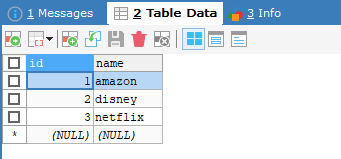 1 Messages 2 Table Data 3 Info
id name
1 amazon
2 disney
3 netflix
* (NULL) (NULL)